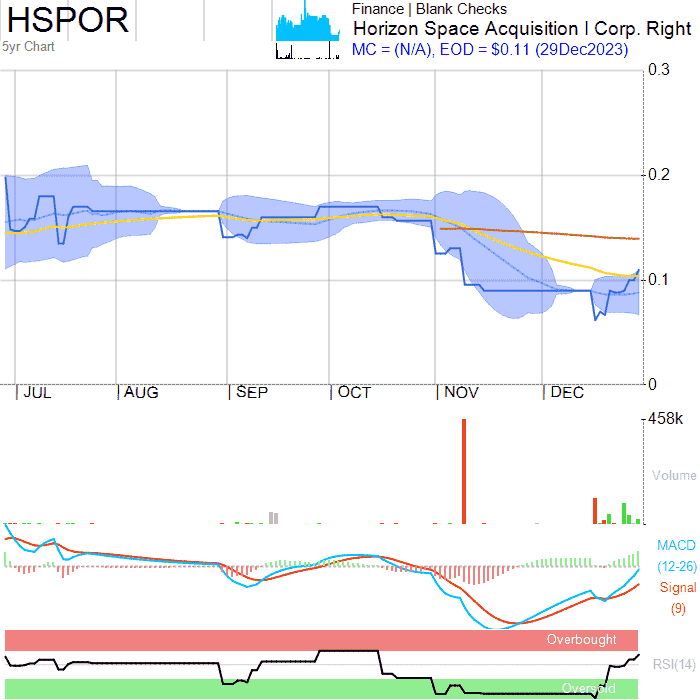 HSPOR
Finance | Blank Checks
Horizon Space Acquisition I Corp. Right
5yr Chart
MC = (N/A), EOD = $0.11 (29Dec2023)
0.3
0.2
0.1
0
JUL AUG SEP OCT NOV DEC
458k
Volume
MACD
(12-26)
Signal
(9)
Overbought
RSI(14)
Oversold